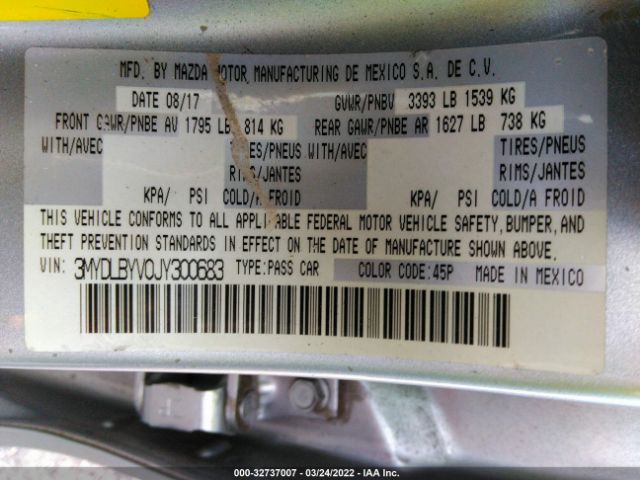 MFD. BY MAZDA MOTOR MANUFACTURING DE MEXICO S.A. DE C.V.
DATE 08/17 GVWR/PNBV 3393 LB 1539 KG
FRONT GAWR/PNBE AV 1795 LB 814 KG REAR GAWR/PNBE AR 1627 LB 738 KG
WITH/AVEC TIRES/PNEUS WITH/AVEC TIRES/PNEUS
RIMS/JANTES RIMS/JANTES
KPA/ PSI COLD/A FROID KPA/ PSI COLD/A FROID
THIS VEHICLE CONFORMS TO ALL APPLICABLE FEDERAL MOTOR VEHICLE SAFETY, BUMPER, AND
THEFT PREVENTION STANDARDS IN EFFECT ON THE DATE OF MANUFACTURE SHOWN ABOVE.
VIN: 3MYDLBYV0JY300683 TYPE:PASS CAR COLOR CODE:45P MADE IN MEXICO
000-32737007 - 03/24/2022 - IAA Inc.